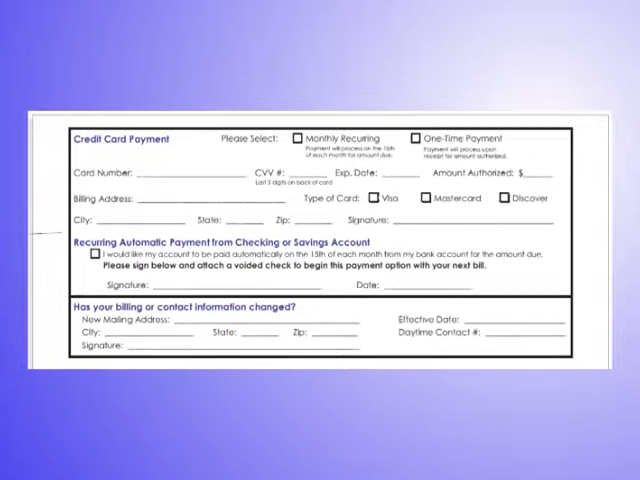 Credit Card Payment Please Select: Monthly Recurring One-Time Payment
Payment will process on the 15th Payment will process upon
of each month for amount due. receipt for amount authorized.
Card Number: CVV #: Exp. Date: Amount Authorized: $
Last 3 digits on back of card
Billing Address: Type of Card: Visa Mastercard Discover
City: State: Zip: Signature:
Recurring Automatic Payment from Checking or Savings Account
I would like my account to be paid automatically on the 15th of each month from my bank account for the amount due.
Please sign below and attach a voided check to begin this payment option with your next bill.
Signature: Date:
Has your billing or contact information changed?
New Mailing Address: Effective Date:
City: State: Zip: Daytime Contact #:
Signature: